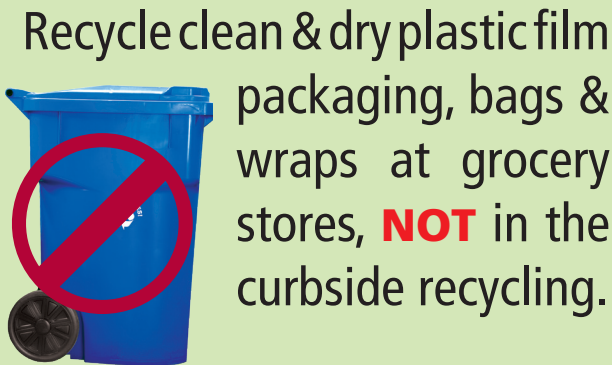 Recycle clean & dry plastic film
packaging, bags &
wraps at grocery
stores, NOT in the
curbside recycling.